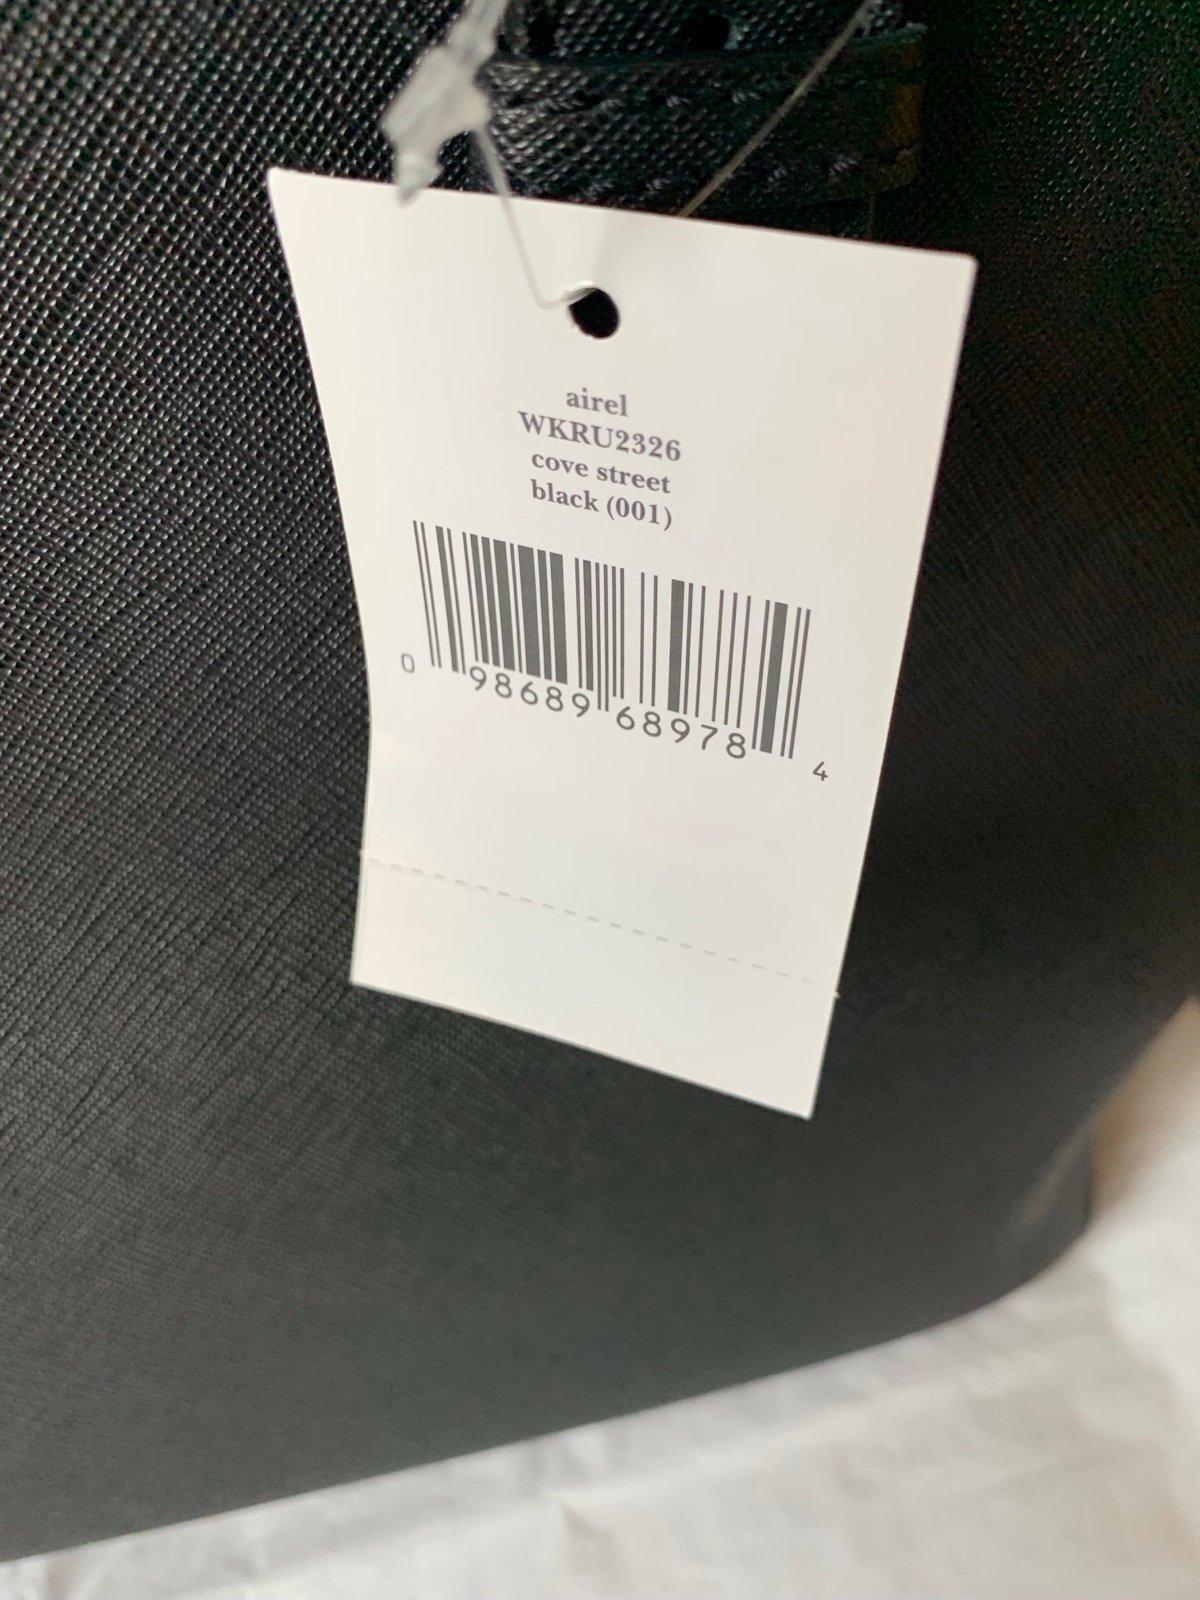 airel
WKRU2326
cove street
black (001)
0 98689 68978 4